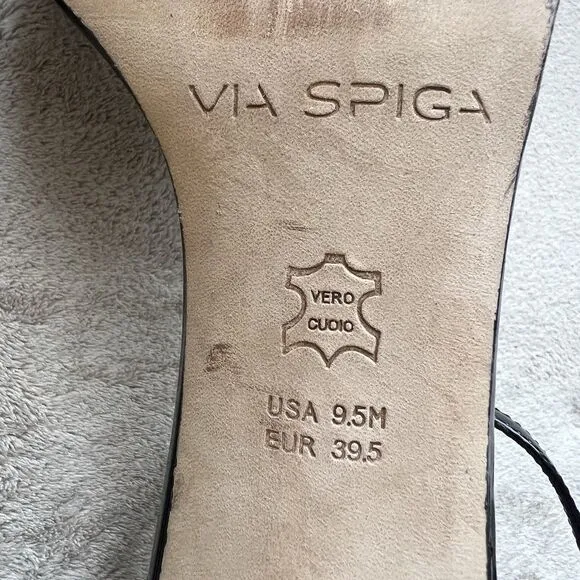 VIA SPIGA
VERO
CUOIO
USA 9.5M
EUR 39.5